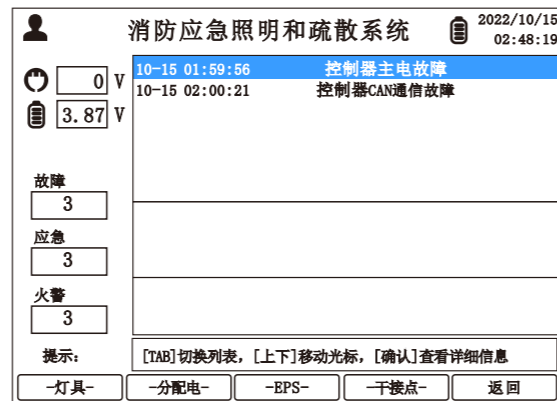 消防应急照明和疏散系统
2022/10/15
02:48:19
0 V
3.87 V
10-15 01:59:56 控制器主电故障
10-15 02:00:21 控制器CAN通信故障
故障
3
应急
3
火警
3
提示: [TAB]切换列表, [上下]移动光标, [确认]查看详细信息
-灯具- -分配电- -EPS- -干接点- 返回